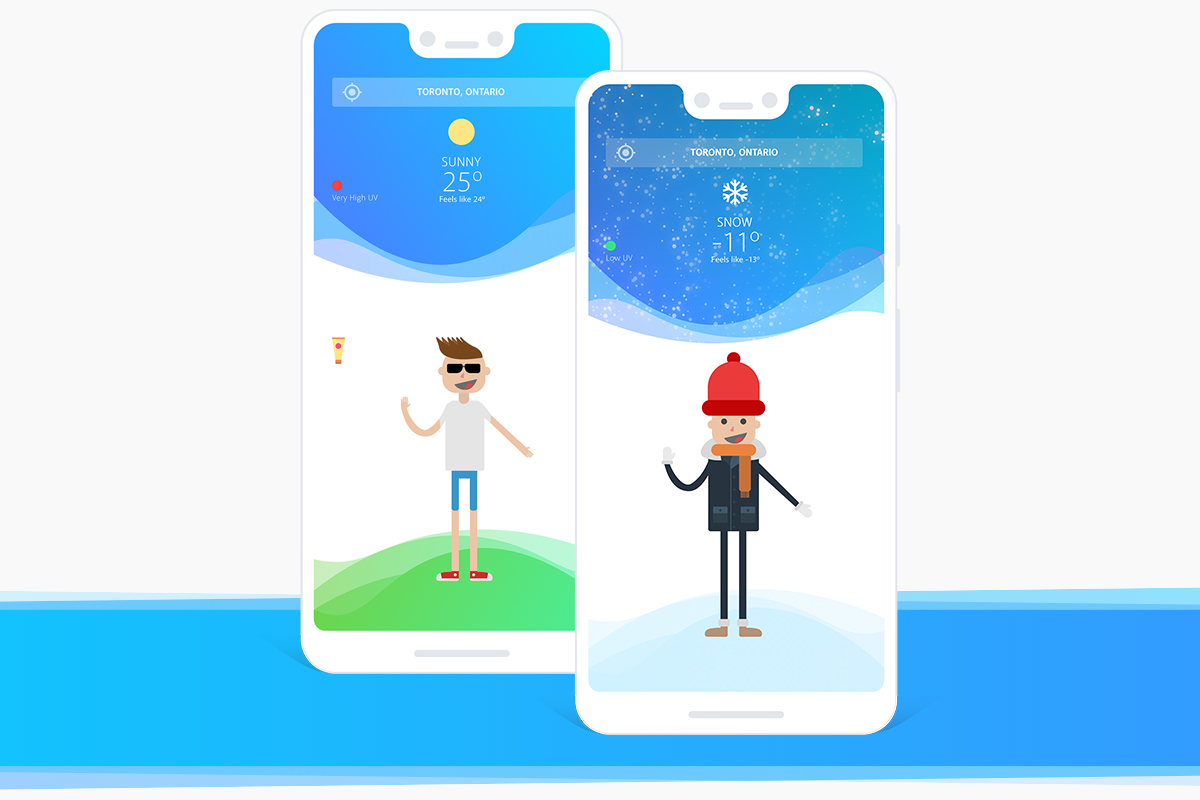 TORONTO, ONTARIO
SUNNY
25°
Feels like 24°
Very High UV
TORONTO, ONTARIO
SNOW
-11°
Feels like -13°
Low UV